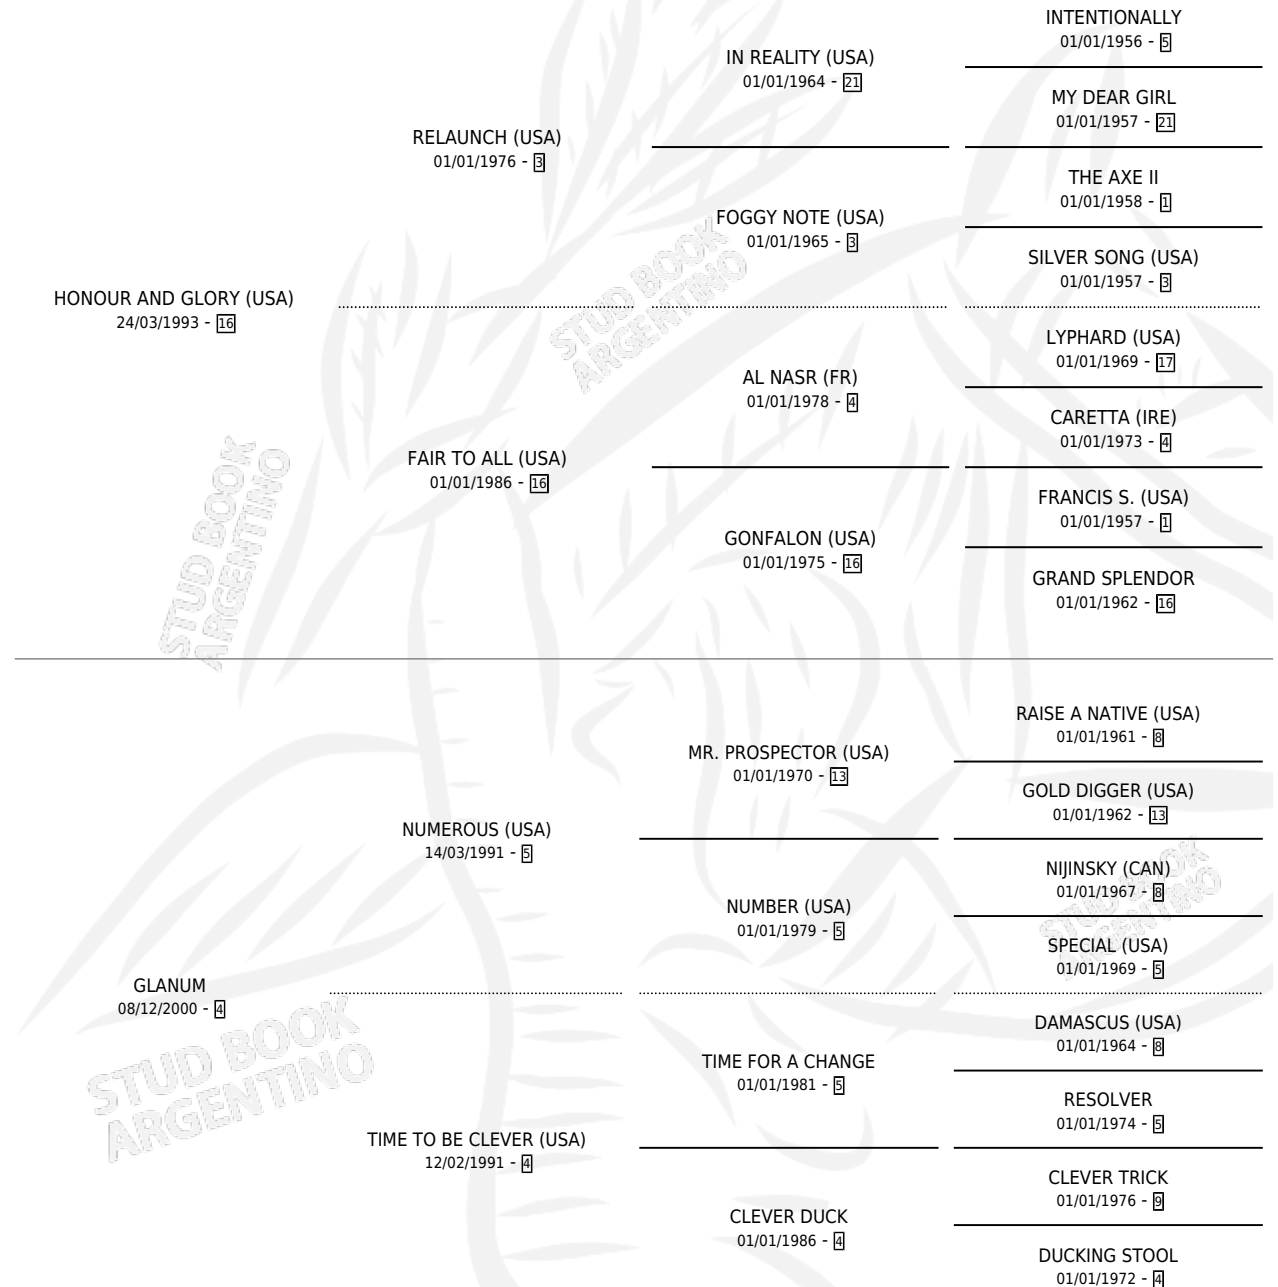 INTENTIONALLY
01/01/1956 - 5
IN REALITY (USA)
01/01/1964 - 21
MY DEAR GIRL
01/01/1957 - 21
RELAUNCH (USA)
01/01/1976 - 3
THE AXE II
01/01/1958 - 1
FOGGY NOTE (USA)
01/01/1965 - 3
SILVER SONG (USA)
01/01/1957 - 3
HONOUR AND GLORY (USA)
24/03/1993 - 16
LYPHARD (USA)
01/01/1969 - 17
AL NASR (FR)
01/01/1978 - 4
CARETTA (IRE)
01/01/1973 - 4
FAIR TO ALL (USA)
01/01/1986 - 16
FRANCIS S. (USA)
01/01/1957 - 1
GONFALON (USA)
01/01/1975 - 16
GRAND SPLENDOR
01/01/1962 - 16
RAISE A NATIVE (USA)
01/01/1961 - 8
MR. PROSPECTOR (USA)
01/01/1970 - 13
GOLD DIGGER (USA)
01/01/1962 - 13
NUMEROUS (USA)
14/03/1991 - 5
NIJINSKY (CAN)
01/01/1967 - 8
NUMBER (USA)
01/01/1979 - 5
SPECIAL (USA)
01/01/1969 - 5
GLANUM
08/12/2000 - 4
DAMASCUS (USA)
01/01/1964 - 8
TIME FOR A CHANGE
01/01/1981 - 5
RESOLVER
01/01/1974 - 5
TIME TO BE CLEVER (USA)
12/02/1991 - 4
CLEVER TRICK
01/01/1976 - 9
CLEVER DUCK
01/01/1986 - 4
DUCKING STOOL
01/01/1972 - 4
STUD BOOK
ARGENTINO
STUD BOOK
ARGENTINO
STUD BOOK
ARGENTINO
STUD BOOK
ARGENTINO